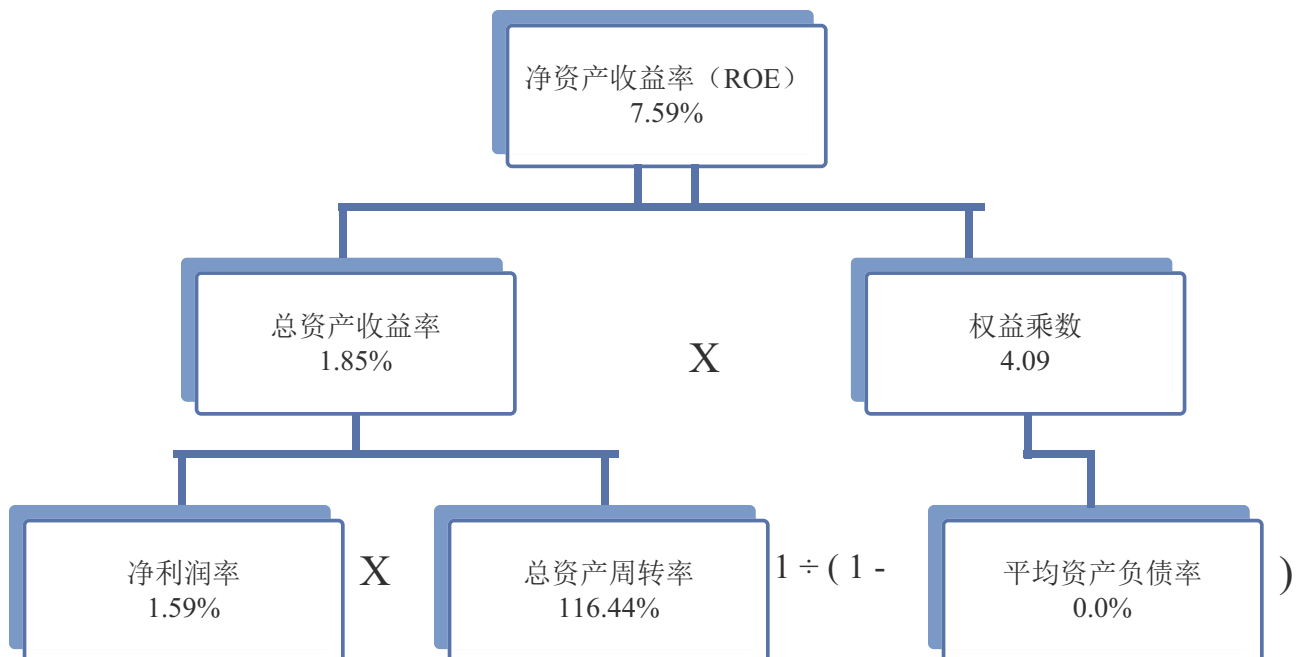 净资产收益率（ROE）
7.59%
总资产收益率
1.85%
X
权益乘数
4.09
净利润率
1.59%
X
总资产周转率
116.44%
1 ÷ ( 1 -
平均资产负债率
0.0%
)